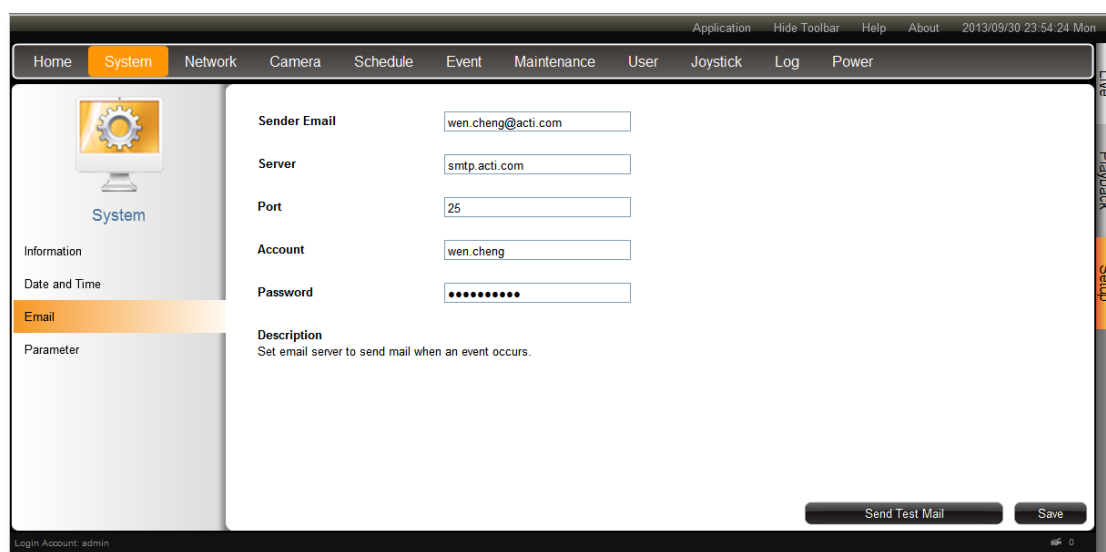 Application Hide Toolbar Help About 2013/09/30 23:54:24 Mon
Home System Network Camera Schedule Event Maintenance User Joystick Log Power
Live
Playback
Setup
System
Information
Date and Time
Email
Parameter
Sender Email wen.cheng@acti.com
Server smtp.acti.com
Port 25
Account wen.cheng
Password ••••••••••
Description
Set email server to send mail when an event occurs.
Send Test Mail Save
Login Account: admin 0